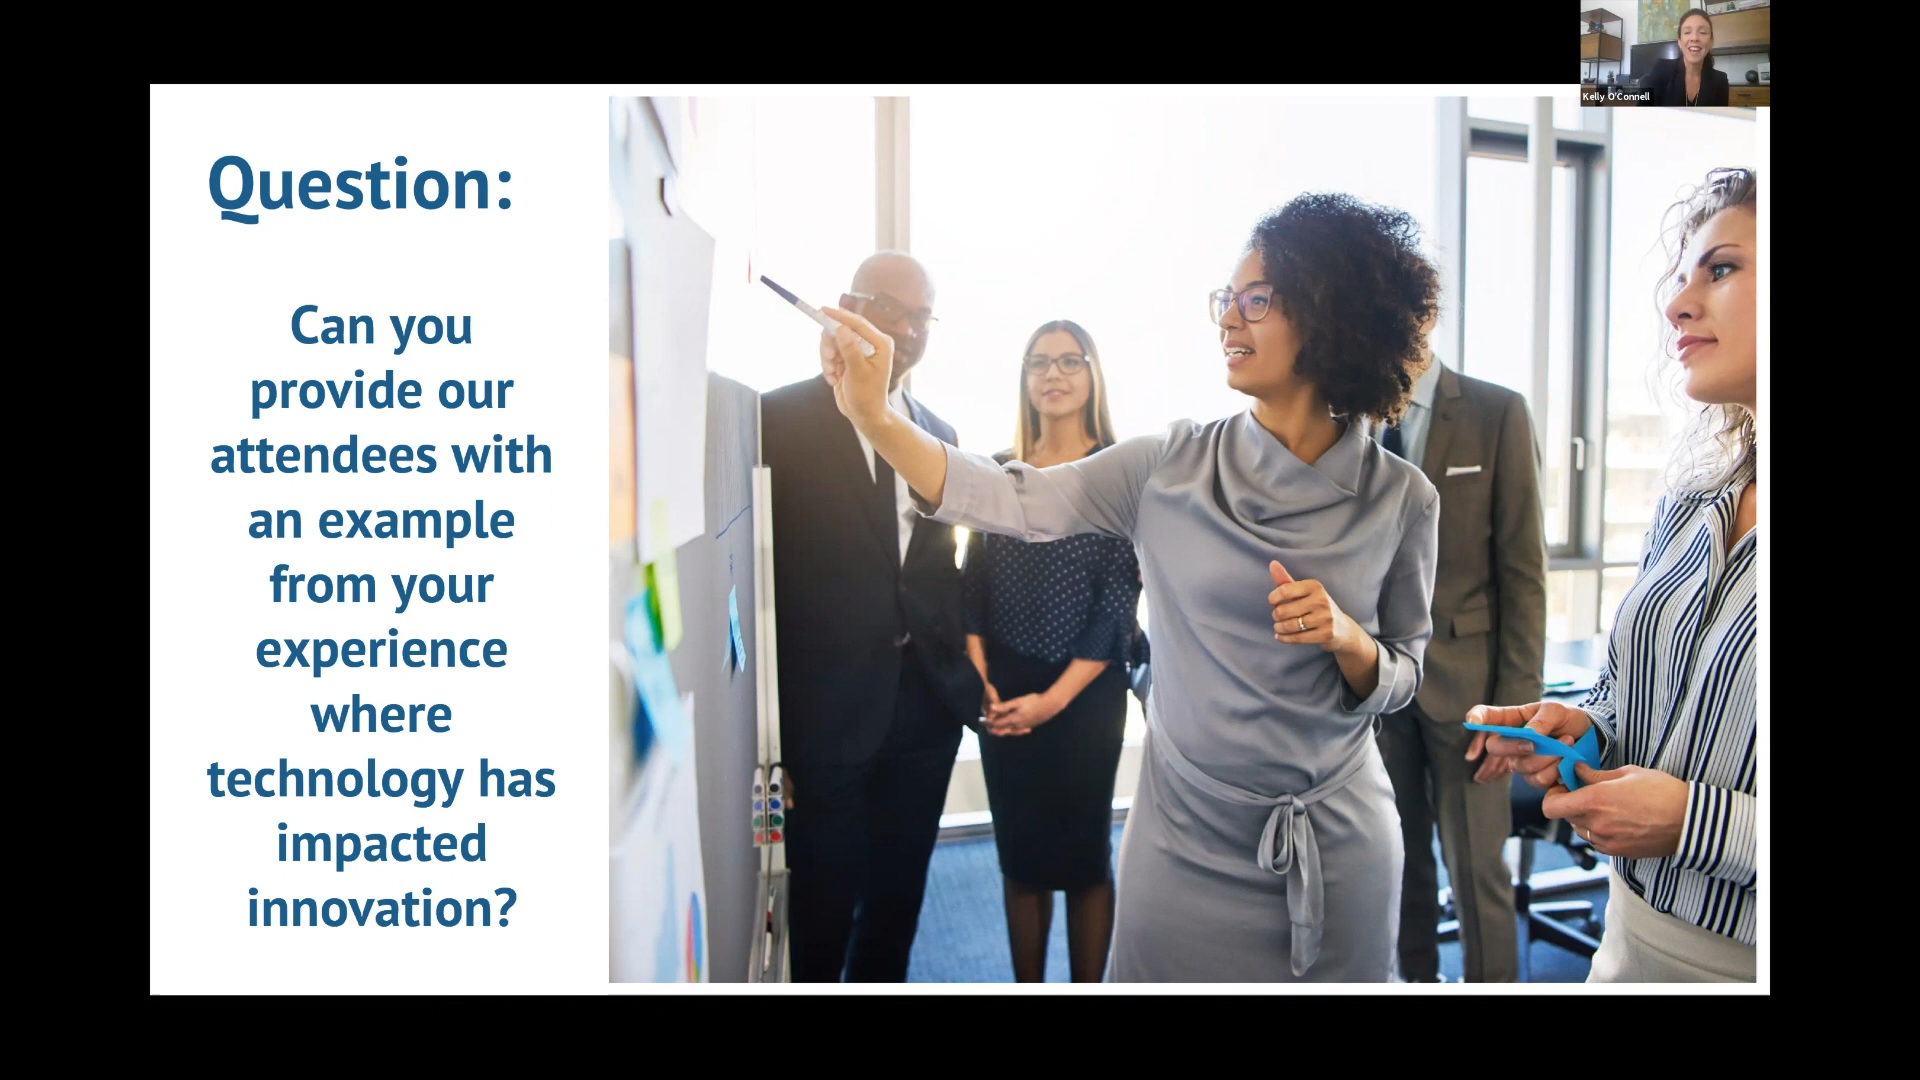 Kelly O'Connell
Question:
Can you
provide our
attendees with
an example
from your
experience
where
technology has
impacted
innovation?